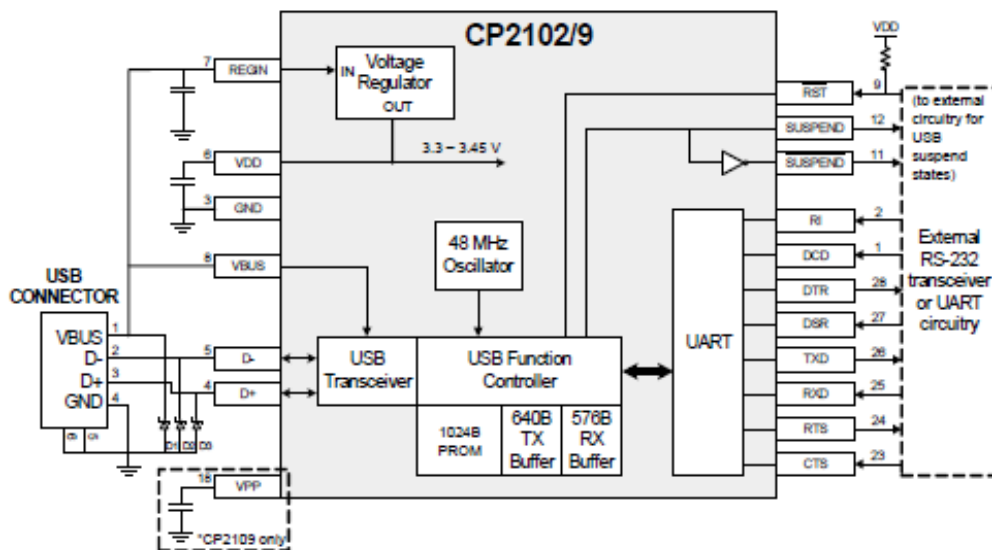 CP2102/9
7
REGIN
IN
Voltage
Regulator
OUT
3.3 – 3.45 V
6
VDD
3
GND
8
VBUS
48 MHz
Oscillator
USB
CONNECTOR
VBUS
D-
D+
GND
1
2
3
4
5
D-
4
D+
D1
D2
D3
USB
Transceiver
USB Function
Controller
1024B
PROM
640B
TX
Buffer
576B
RX
Buffer
18
VPP
*CP2109 only
UART
VDD
RST
9
SUSPEND
12
SUSPEND
11
RI
2
DCD
1
DTR
28
DSR
27
TXD
26
RXD
25
RTS
24
CTS
23
(to external
circuitry for
USB
suspend
states)
External
RS-232
transceiver
or UART
circuitry